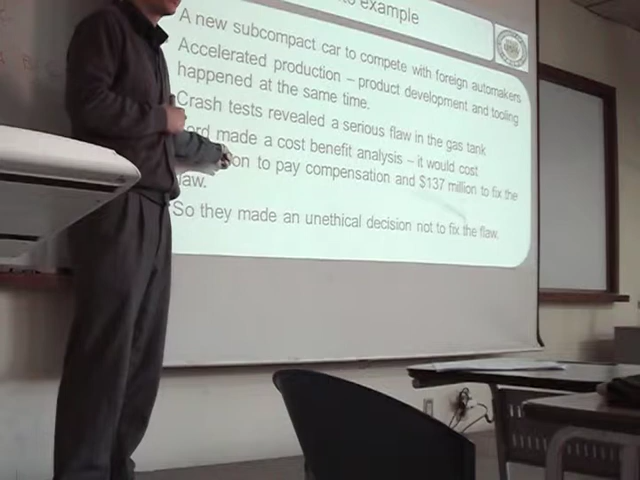 to example
A new subcompact car to compete with foreign automakers
Accelerated production – product development and tooling
happened at the same time.
Crash tests revealed a serious flaw in the gas tank
made a cost benefit analysis – it would cost
to pay compensation and $137 million to fix the
So they made an unethical decision not to fix the flaw.